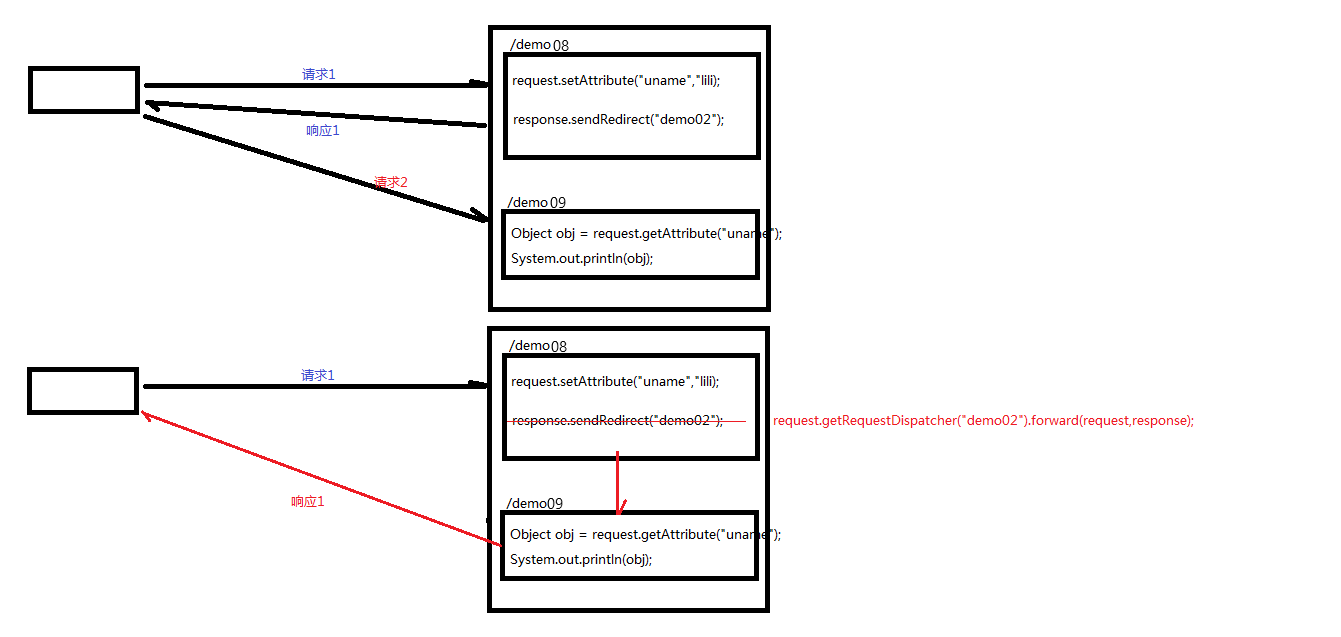 /demo08
请求1
request.setAttribute("uname","lili);
响应1
response.sendRedirect("demo02");
请求2
/demo09
Object obj = request.getAttribute("uname");
System.out.println(obj);
/demo08
请求1
request.setAttribute("uname","lili);
response.sendRedirect("demo02");
request.getRequestDispatcher("demo02").forward(request,response);
响应1
/demo09
Object obj = request.getAttribute("uname");
System.out.println(obj);